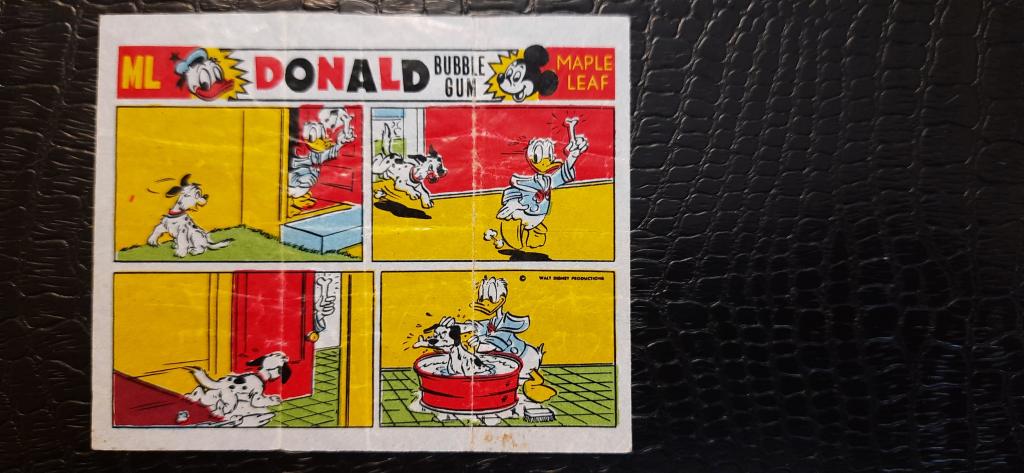 ML
DONALD
BUBBLE
GUM
MAPLE
LEAF
© WALT DISNEY PRODUCTIONS